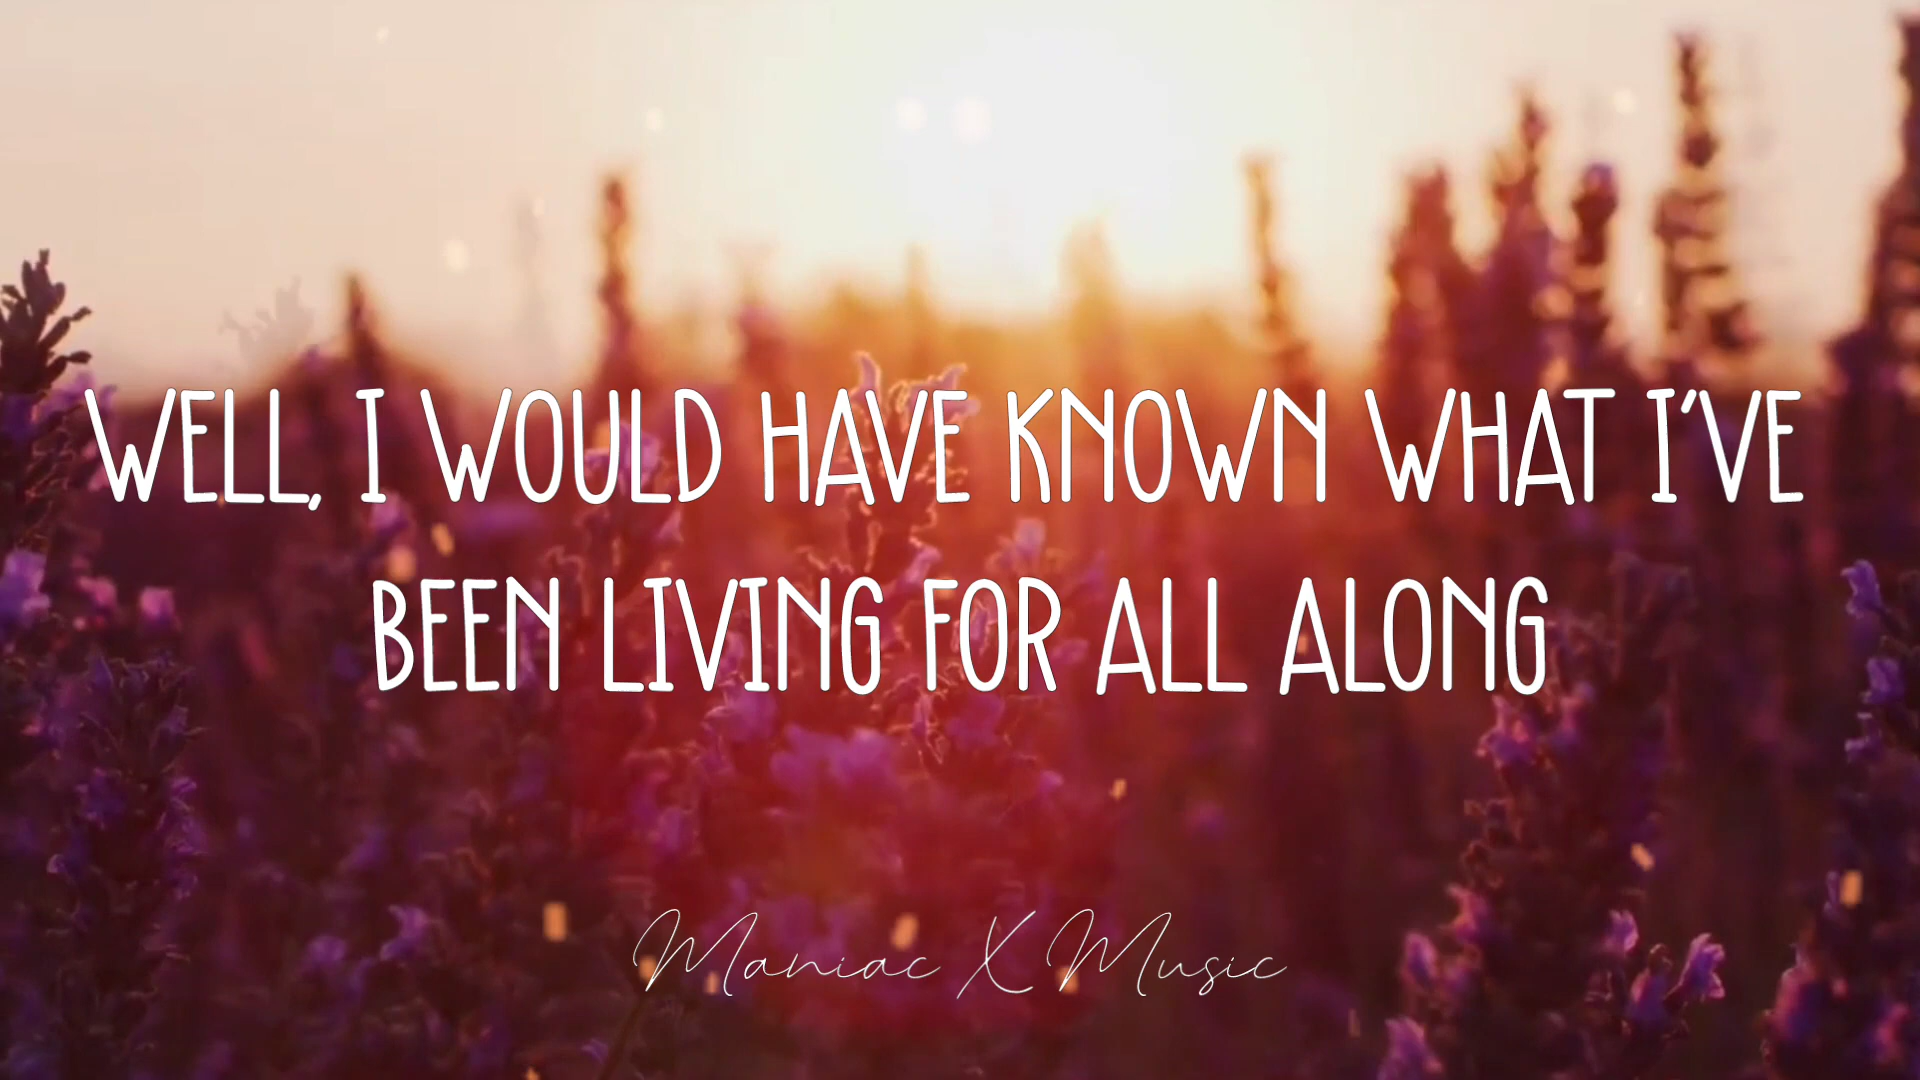 WELL, I WOULD HAVE KNOWN WHAT I'VE
BEEN LIVING FOR ALL ALONG
Maniac X Music